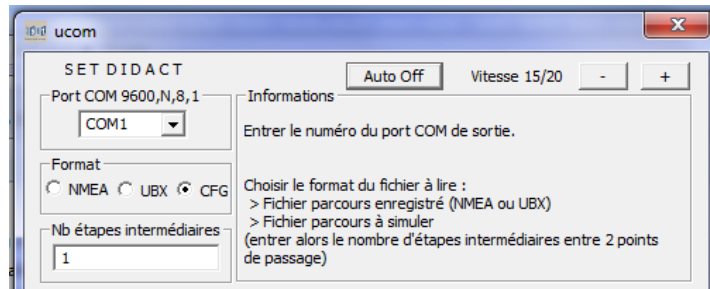 ucom
SET DIDACT
Auto Off Vitesse 15/20 - +
Port COM 9600,N,8,1
COM1
Informations
Entrer le numéro du port COM de sortie.
Format
NMEA UBX CFG
Choisir le format du fichier à lire :
> Fichier parcours enregistré (NMEA ou UBX)
> Fichier parcours à simuler
(entrer alors le nombre d'étapes intermédiaires entre 2 points
de passage)
Nb étapes intermédiaires
1